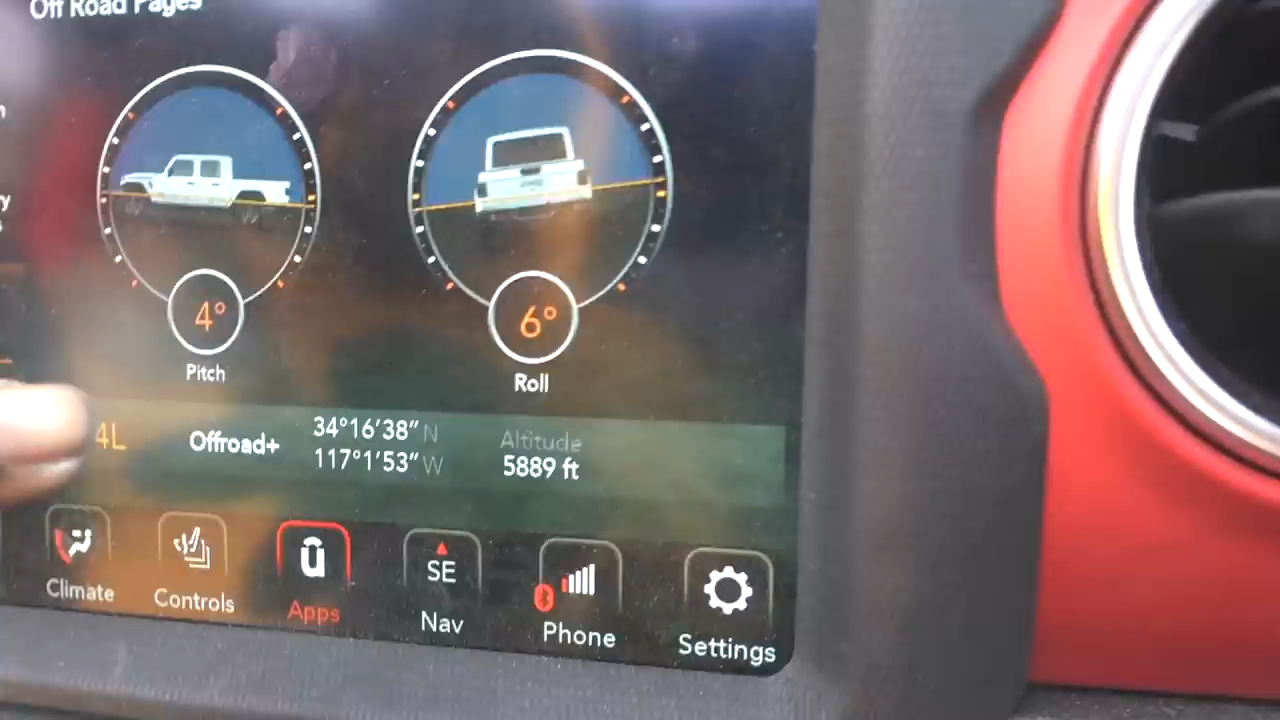 Off Road Pages
4°
6°
Pitch
Roll
4L
Offroad+
34°16'38" N
117°1'53" W
Altitude
5889 ft
SE
Climate
Controls
Apps
Nav
Phone
Settings